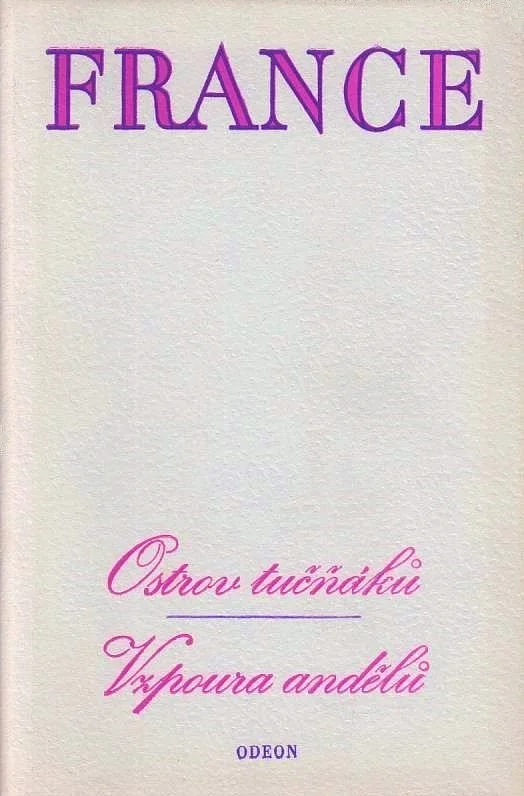 FRANCE
Ostrov tučňáků
Vzpoura andělů
ODEON